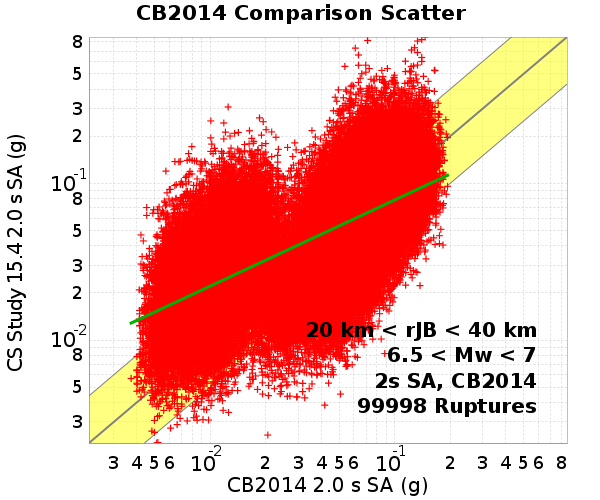 CB2014 Comparison Scatter
CS Study 15.4 2.0 s SA (g)
8
5
3
2
10⁻¹
8
5
3
2
10⁻²
8
5
3
20 km < rJB < 40 km
6.5 < Mw < 7
2s SA, CB2014
99998 Ruptures
3 4 5 6 10⁻² 2 3 4 5 6 10⁻¹ 2 3 4 5 6 8
CB2014 2.0 s SA (g)